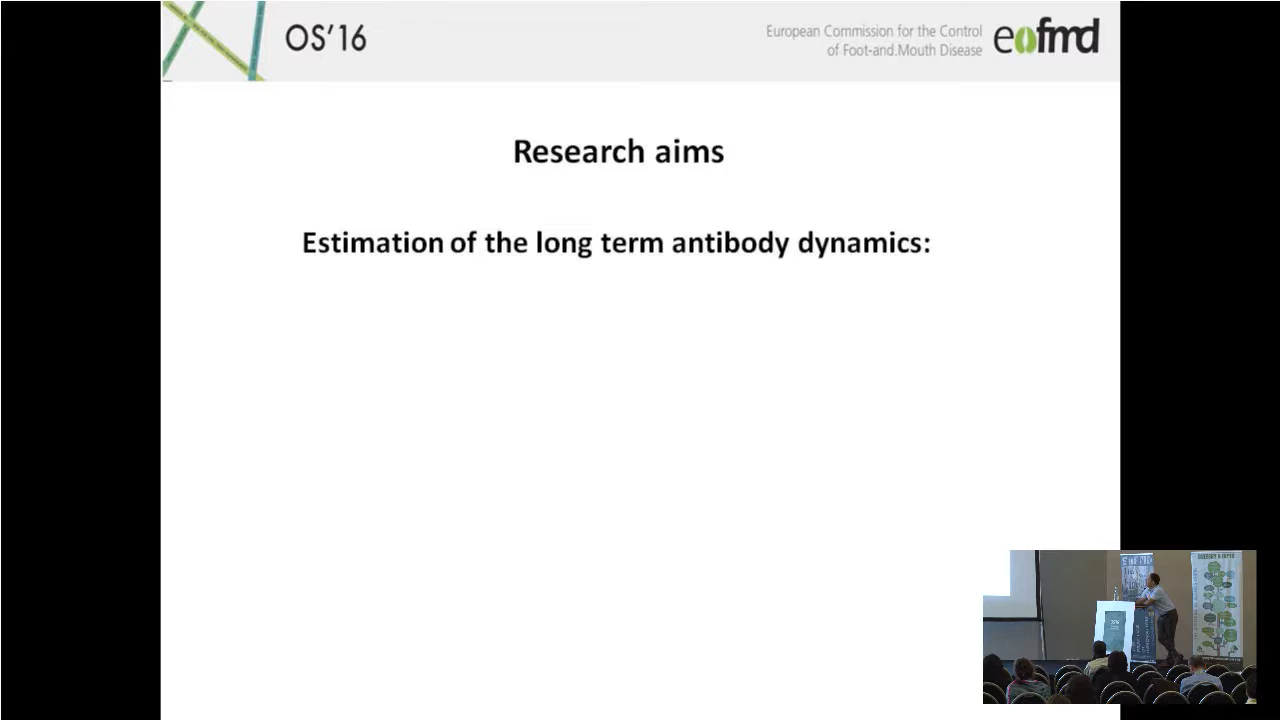 OS'16
European Commission for the Control
of Foot-and.Mouth Disease
eofmd
Research aims
Estimation of the long term antibody dynamics: